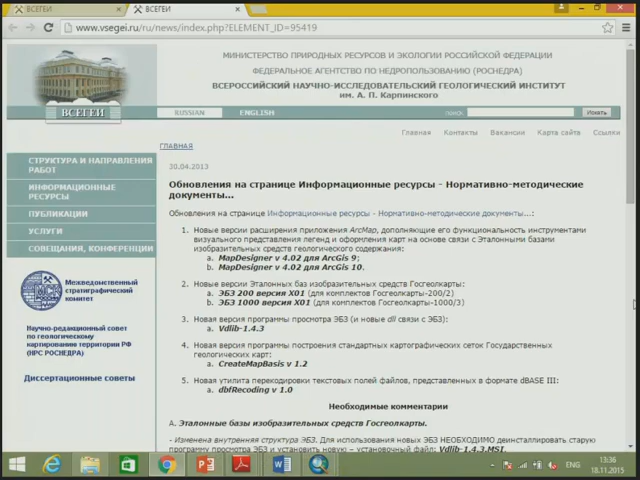 ВСЕГЕИ
ВСЕГЕИ
www.vsegei.ru/ru/news/index.php?ELEMENT_ID=95419
МИНИСТЕРСТВО ПРИРОДНЫХ РЕСУРСОВ И ЭКОЛОГИИ РОССИЙСКОЙ ФЕДЕРАЦИИ
ФЕДЕРАЛЬНОЕ АГЕНТСТВО ПО НЕДРОПОЛЬЗОВАНИЮ (РОСНЕДРА)
ВСЕРОССИЙСКИЙ НАУЧНО-ИССЛЕДОВАТЕЛЬСКИЙ ГЕОЛОГИЧЕСКИЙ ИНСТИТУТ
им. А. П. Карпинского
ВСЕГЕИ
RUSSIAN
ENGLISH
поиск
Искать
Главная Контакты Вакансии Карта сайта Ссылки
СТРУКТУРА И НАПРАВЛЕНИЯ
РАБОТ
ИНФОРМАЦИОННЫЕ
РЕСУРСЫ
ПУБЛИКАЦИИ
УСЛУГИ
СОВЕЩАНИЯ, КОНФЕРЕНЦИИ
Межведомственный
стратиграфический
комитет
Научно-редакционный совет
по геологическому
картированию территории РФ
(НРС РОСНЕДРА)
Диссертационные советы
ГЛАВНАЯ
30.04.2013
Обновления на странице Информационные ресурсы - Нормативно-методические
документы...
Обновления на странице Информационные ресурсы - Нормативно-методические документы...:
1. Новые версии расширения приложения ArcMap, дополняющие его функциональность инструментами
визуального представления легенд и оформления карт на основе связи с Эталонными базами
изобразительных средств геологического содержания:
a. MapDesigner v 4.02 для ArcGis 9;
b. MapDesigner v 4.02 для ArcGis 10.
2. Новые версии Эталонных баз изобразительных средств Госгеолкарты:
a. ЭБЗ 200 версия X01 (для комплектов Госгеолкарты-200/2)
b. ЭБЗ 1000 версия X01 (для комплектов Госгеолкарты-1000/3)
3. Новая версия программы просмотра ЭБЗ (и новые dll связи с ЭБЗ):
a. Vdlib-1.4.3
4. Новая версия программы построения стандартных картографических сеток Государственных
геологических карт:
a. CreateMapBasis v 1.2
5. Новая утилита перекодировки текстовых полей файлов, представленных в формате dBASE III:
a. dbfRecoding v 1.0
Необходимые комментарии
А. Эталонные базы изобразительных средств Госгеолкарты.
- Изменена внутренняя структура ЭБЗ. Для использования новых ЭБЗ НЕОБХОДИМО деинсталлировать старую
программу просмотра ЭБЗ и установить новую – установочный файл: Vdlib-1.4.3.MSI.
ENG
13:36
18.11.2015